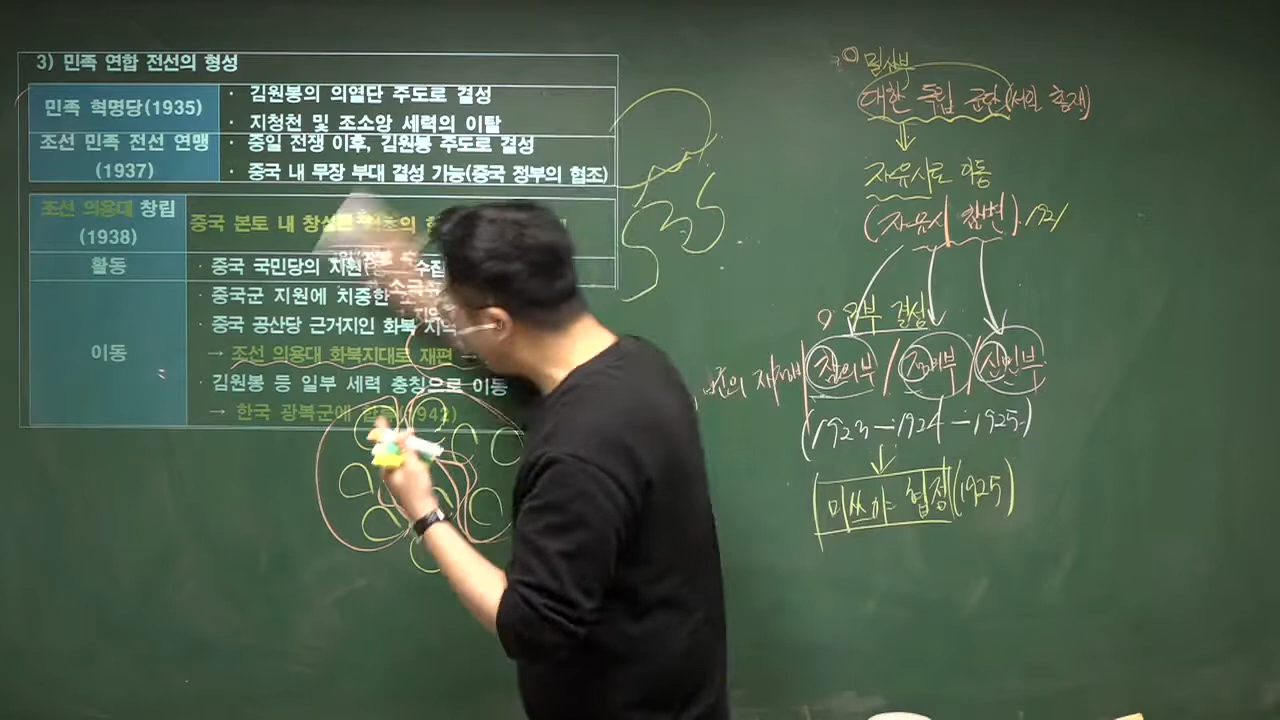 3) 민족 연합 전선의 형성
민족 혁명당(1935)
· 김원봉의 의열단 주도로 결성
· 지청천 및 조소앙 세력의 이탈
조선 민족 전선 연맹
(1937)
· 중일 전쟁 이후, 김원봉 주도로 결성
· 중국 내 무장 부대 결성 가능(중국 정부의 협조)
조선 의용대 창립
(1938)
중국 본토 내 창설
활동
· 중국 국민당의 지원
이동
· 중국군 지원에 치중한
· 중국 공산당 근거지인 화북 지역
→ 조선 의용대 화북지대로 재편 →
· 김원봉 등 일부 세력 충칭으로 이동
→ 한국 광복군에 합류(1942)
밀산부
(대한 독립 군단(서일 총재)
자유시로 이동
(자유시 참변). 1921
3부 결성
참의부 / 정의부 / 신민부
(1923 - 1924 - 1925)
미쓰야 협정(1925)